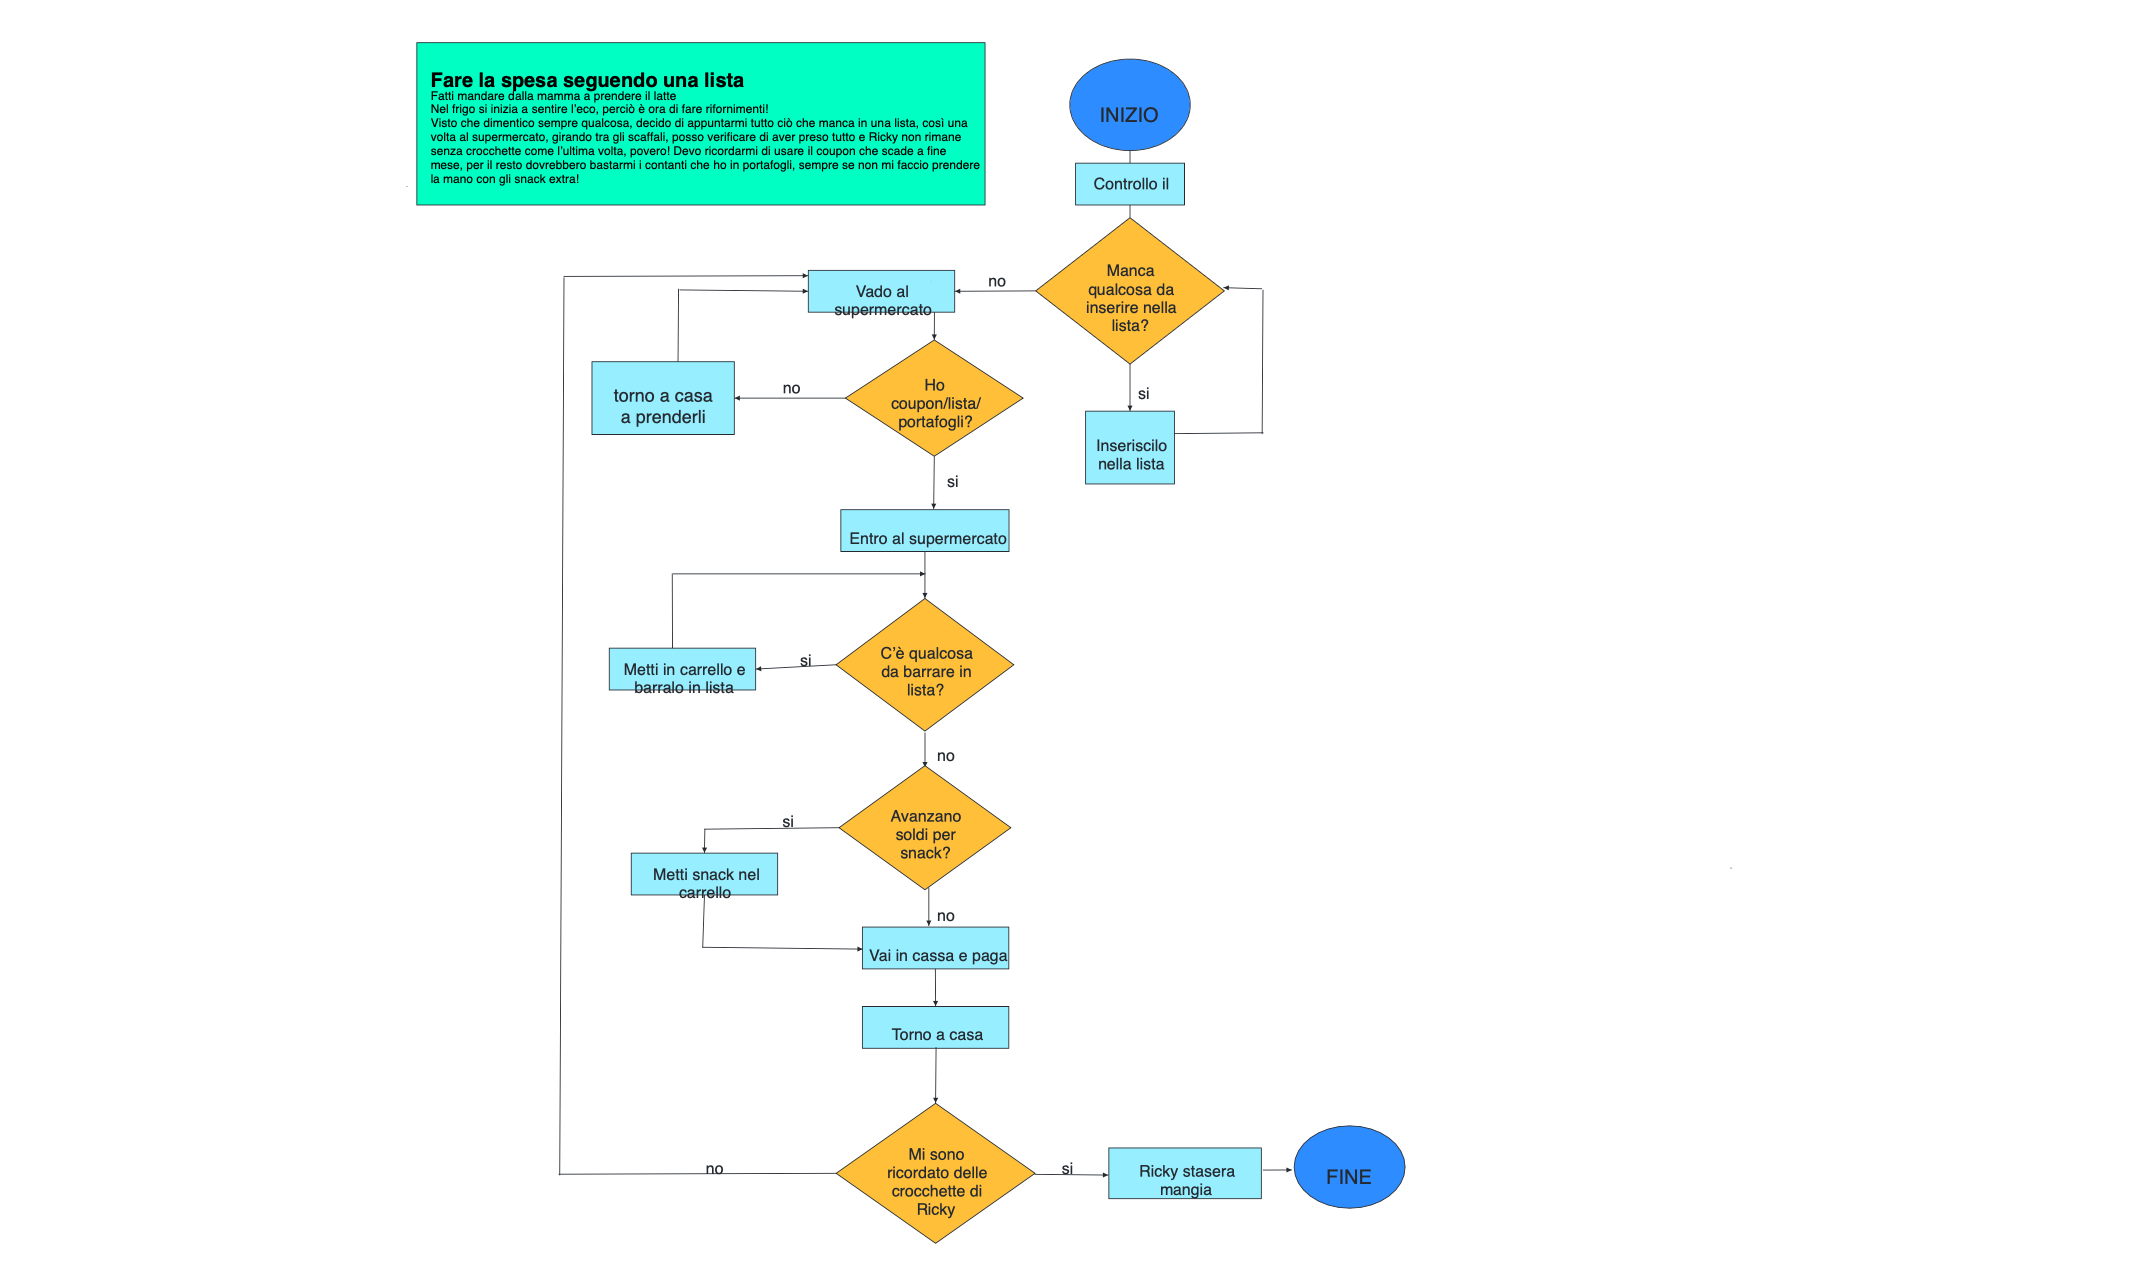 Fare la spesa seguendo una lista
Fatti mandare dalla mamma a prendere il latte
Nel frigo si inizia a sentire l'eco, perciò è ora di fare rifornimenti!
Visto che dimentico sempre qualcosa, decido di appuntarmi tutto ciò che manca in una lista, così una
volta al supermercato, girando tra gli scaffali, posso verificare di aver preso tutto e Ricky non rimane
senza crocchette come l'ultima volta, povero! Devo ricordarmi di usare il coupon che scade a fine
mese, per il resto dovrebbero bastarmi i contanti che ho in portafogli, sempre se non mi faccio prendere
la mano con gli snack extra!
INIZIO
Controllo il
Manca
qualcosa da
inserire nella
lista?
no
Vado al
supermercato
si
Inseriscilo
nella lista
Ho
coupon/lista/
portafogli?
no
torno a casa
a prenderli
si
Entro al supermercato
C'è qualcosa
da barrare in
lista?
si
Metti in carrello e
barralo in lista
no
Avanzano
soldi per
snack?
si
Metti snack nel
carrello
no
Vai in cassa e paga
Torno a casa
Mi sono
ricordato delle
crocchette di
Ricky
no
si
Ricky stasera
mangia
FINE